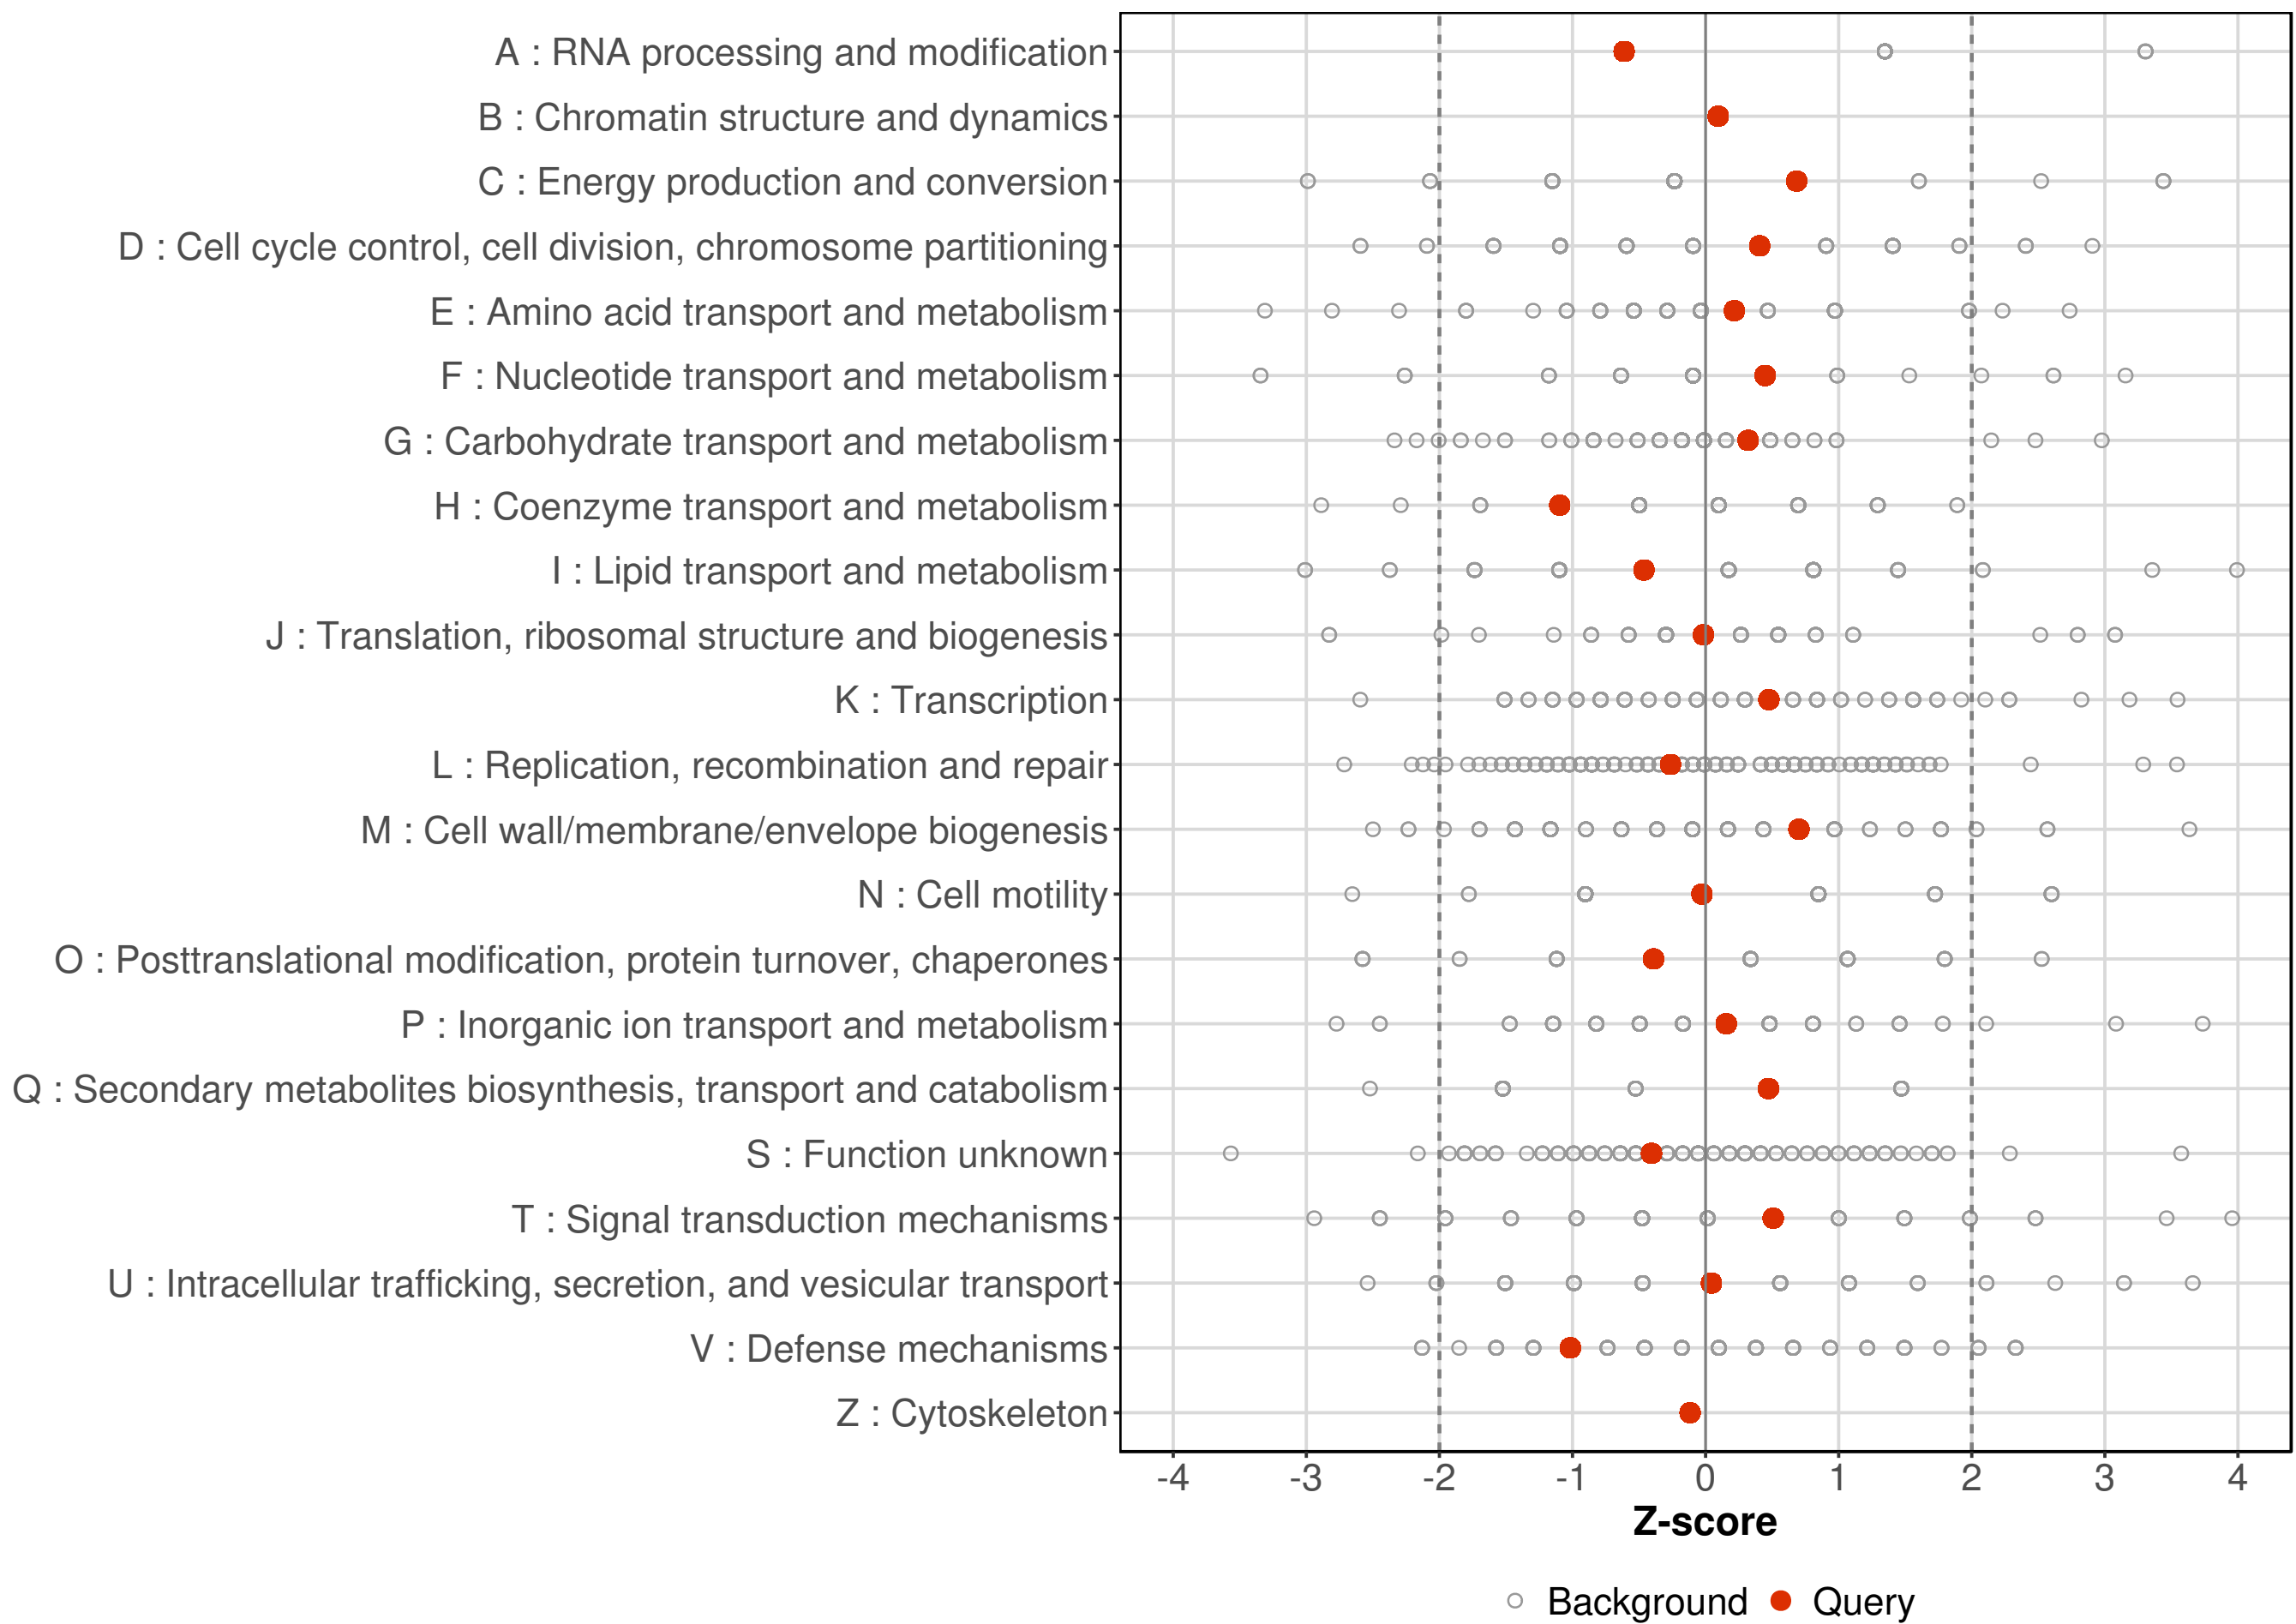 A : RNA processing and modification
B : Chromatin structure and dynamics
C : Energy production and conversion
D : Cell cycle control, cell division, chromosome partitioning
E : Amino acid transport and metabolism
F : Nucleotide transport and metabolism
G : Carbohydrate transport and metabolism
H : Coenzyme transport and metabolism
I : Lipid transport and metabolism
J : Translation, ribosomal structure and biogenesis
K : Transcription
L : Replication, recombination and repair
M : Cell wall/membrane/envelope biogenesis
N : Cell motility
O : Posttranslational modification, protein turnover, chaperones
P : Inorganic ion transport and metabolism
Q : Secondary metabolites biosynthesis, transport and catabolism
S : Function unknown
T : Signal transduction mechanisms
U : Intracellular trafficking, secretion, and vesicular transport
V : Defense mechanisms
Z : Cytoskeleton
-4 -3 -2 -1 0 1 2 3 4
Z-score
Background Query